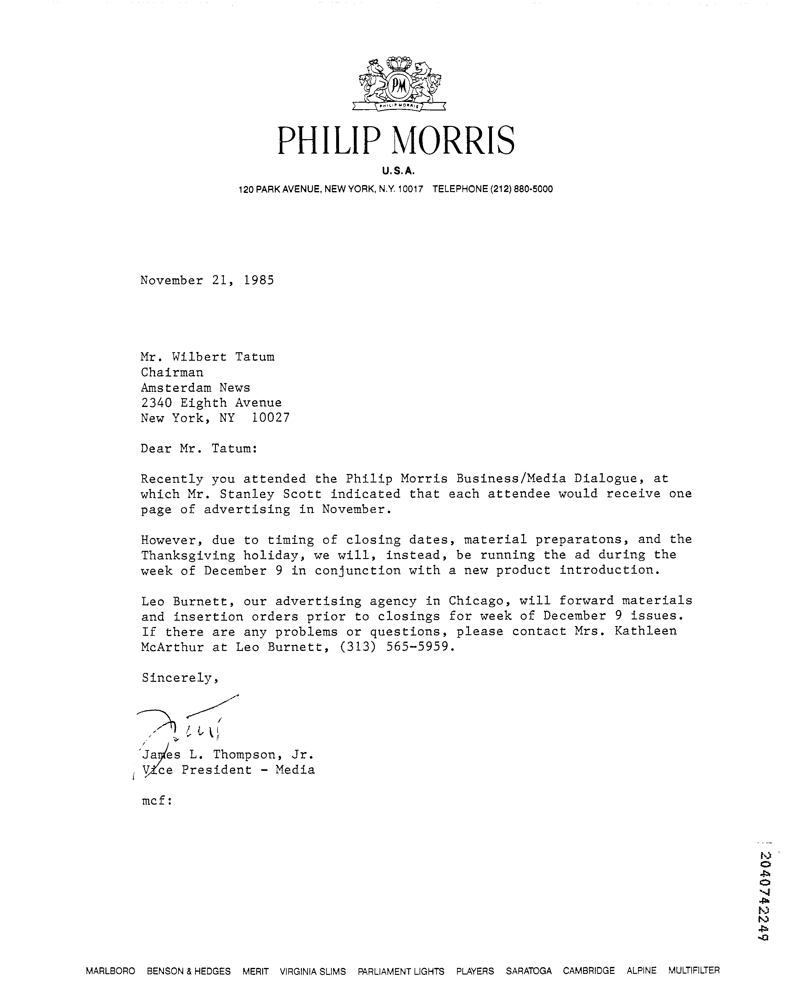 PM
PHILIP MORRIS
PHILIP MORRIS
U.S.A.
120 PARK AVENUE, NEW YORK, N.Y. 10017 TELEPHONE (212) 880-5000
November 21, 1985
Mr. Wilbert Tatum
Chairman
Amsterdam News
2340 Eighth Avenue
New York, NY 10027
Dear Mr. Tatum:
Recently you attended the Philip Morris Business/Media Dialogue, at
which Mr. Stanley Scott indicated that each attendee would receive one
page of advertising in November.
However, due to timing of closing dates, material preparatons, and the
Thanksgiving holiday, we will, instead, be running the ad during the
week of December 9 in conjunction with a new product introduction.
Leo Burnett, our advertising agency in Chicago, will forward materials
and insertion orders prior to closings for week of December 9 issues.
If there are any problems or questions, please contact Mrs. Kathleen
McArthur at Leo Burnett, (313) 565-5959.
Sincerely,
James L. Thompson, Jr.
Vice President - Media
mcf:
2040742249
MARLBORO BENSON & HEDGES MERIT VIRGINIA SLIMS PARLIAMENT LIGHTS PLAYERS SARATOGA CAMBRIDGE ALPINE MULTIFILTER